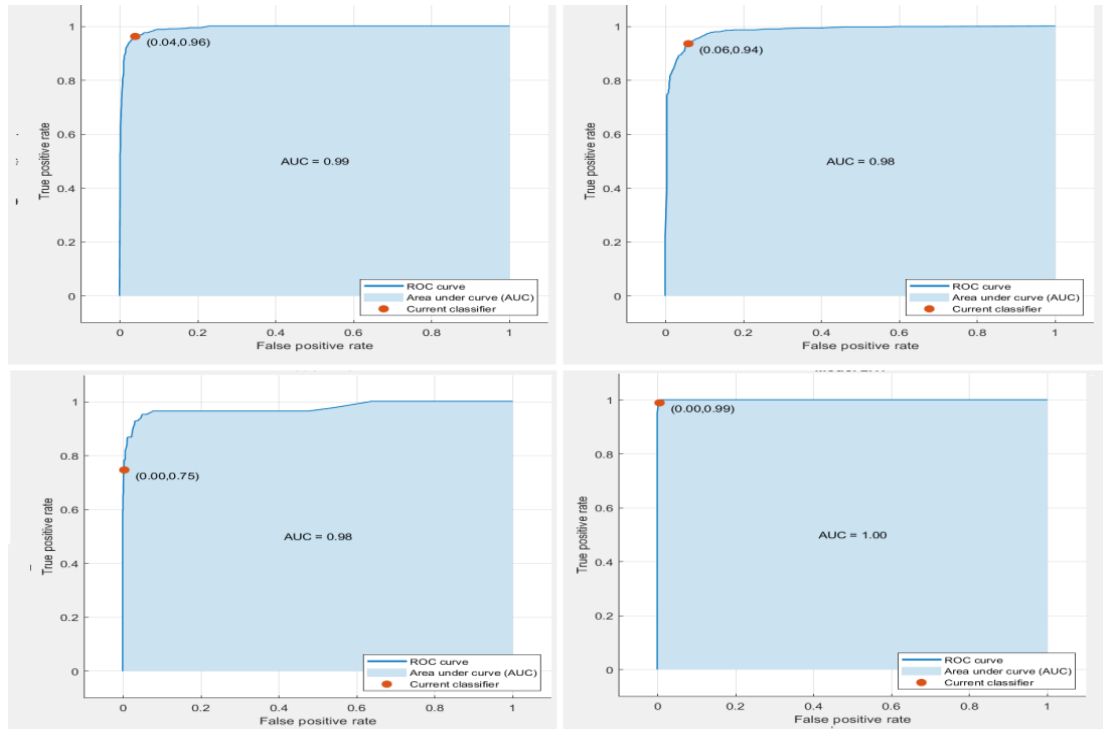 1
0.8
0.6
0.4
0.2
0
True positive rate
(0.04,0.96)
AUC = 0.99
ROC curve
Area under curve (AUC)
Current classifier
0 0.2 0.4 0.6 0.8 1
False positive rate
1
0.8
0.6
0.4
0.2
0
True positive rate
(0.06,0.94)
AUC = 0.98
ROC curve
Area under curve (AUC)
Current classifier
0 0.2 0.4 0.6 0.8 1
False positive rate
1
0.8
0.6
0.4
0.2
0
True positive rate
(0.00,0.75)
AUC = 0.98
ROC curve
Area under curve (AUC)
Current classifier
0 0.2 0.4 0.6 0.8 1
False positive rate
1
0.8
0.6
0.4
0.2
0
True positive rate
(0.00,0.99)
AUC = 1.00
ROC curve
Area under curve (AUC)
Current classifier
0 0.2 0.4 0.6 0.8 1
False positive rate